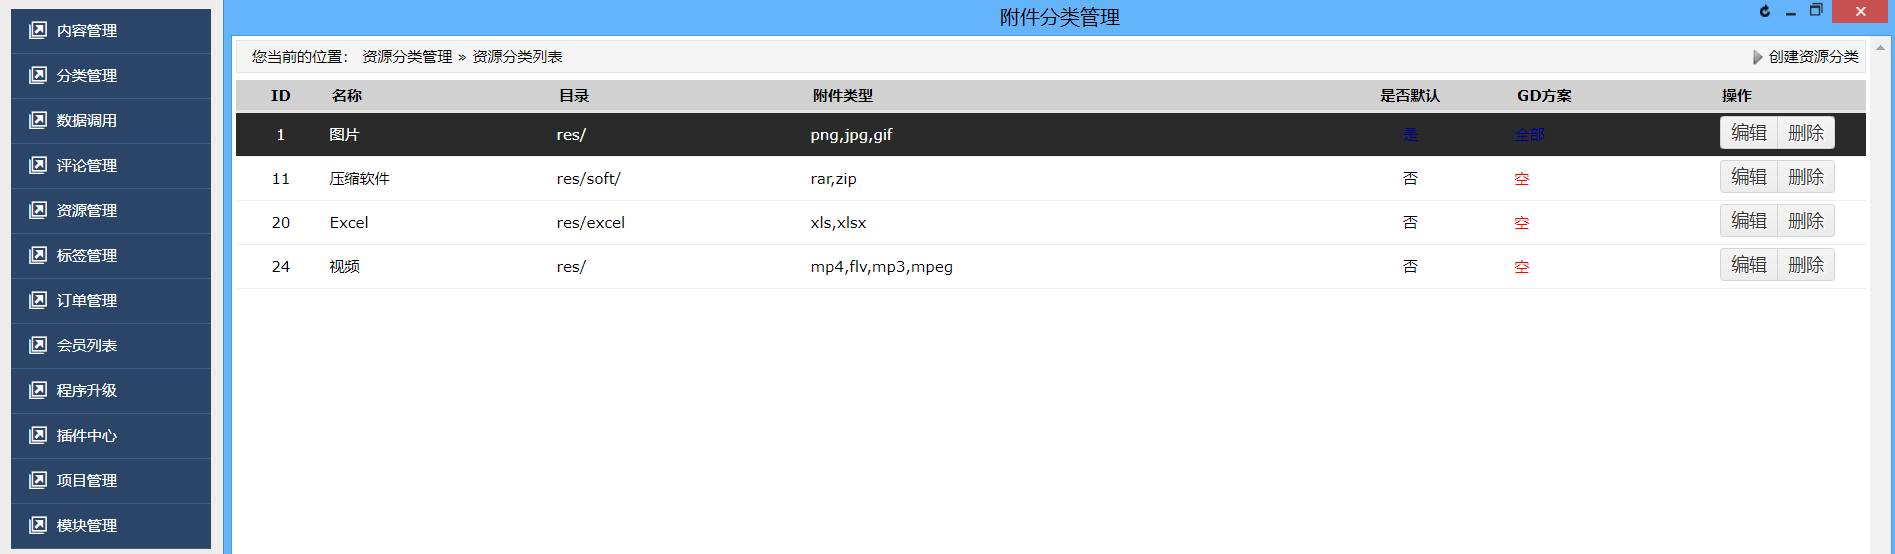 内容管理
分类管理
数据调用
评论管理
资源管理
标签管理
订单管理
会员列表
程序升级
插件中心
项目管理
模块管理
附件分类管理
您当前的位置： 资源分类管理 » 资源分类列表 创建资源分类
ID 名称 目录 附件类型 是否默认 GD方案 操作
1 图片 res/ png,jpg,gif 是 全部 编辑 删除
11 压缩软件 res/soft/ rar,zip 否 空 编辑 删除
20 Excel res/excel xls,xlsx 否 空 编辑 删除
24 视频 res/ mp4,flv,mp3,mpeg 否 空 编辑 删除